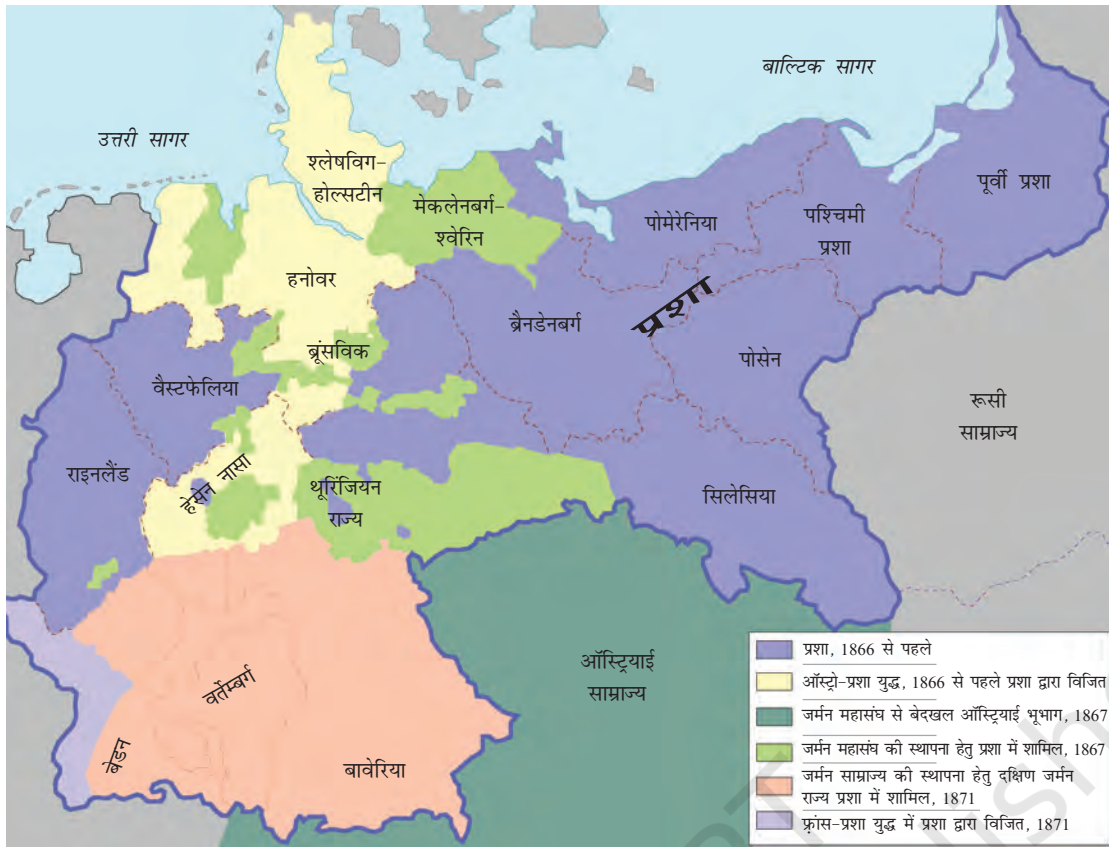 बाल्टिक सागर
उत्तरी सागर
श्लेषविग-
होल्सटीन
मेकलेनबर्ग-
श्वेरिन
पूर्वी प्रशा
पश्चिमी
प्रशा
पोमेरेनिया
हनोवर
प्रशा
ब्रैनडेनबर्ग
ब्रूंसविक
पोसेन
वैस्टफेलिया
रूसी
साम्राज्य
राइनलैंड
हेसेन नासा
थूरिंजियन
राज्य
सिलेसिया
ऑस्ट्रियाई
साम्राज्य
वर्तेम्बर्ग
बेडन
बावेरिया
प्रशा, 1866 से पहले
ऑस्ट्रो-प्रशा युद्ध, 1866 से पहले प्रशा द्वारा विजित
जर्मन महासंघ से बेदखल ऑस्ट्रियाई भूभाग, 1867
जर्मन महासंघ की स्थापना हेतु प्रशा में शामिल, 1867
जर्मन साम्राज्य की स्थापना हेतु दक्षिण जर्मन
राज्य प्रशा में शामिल, 1871
फ्रांस-प्रशा युद्ध में प्रशा द्वारा विजित, 1871